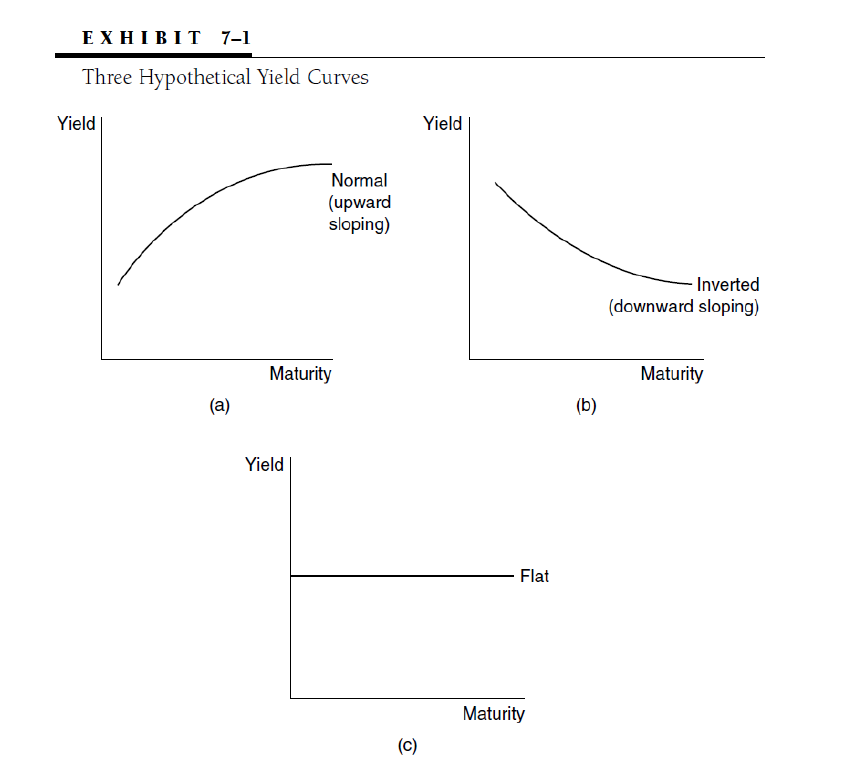 EXHIBIT 7–1
Three Hypothetical Yield Curves
Yield
Normal
(upward
sloping)
Maturity
(a)
Yield
Inverted
(downward sloping)
Maturity
(b)
Yield
Flat
Maturity
(c)